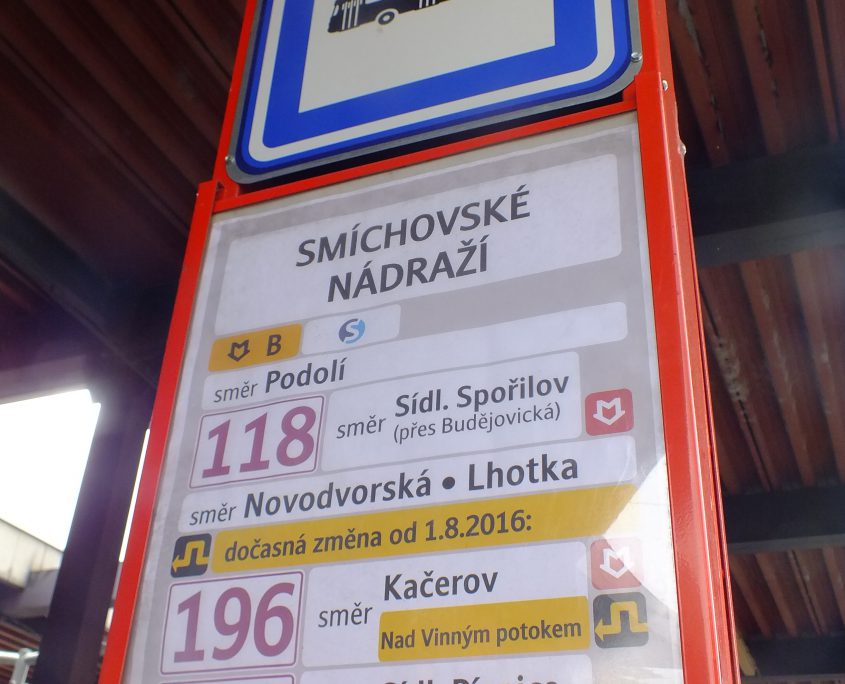 SMÍCHOVSKÉ
NÁDRAŽÍ
B S
směr Podolí
118 směr Sídl. Spořilov
(přes Budějovická)
směr Novodvorská • Lhotka
dočasná změna od 1.8.2016:
196 směr Kačerov
Nad Vinným potokem
Sídl.